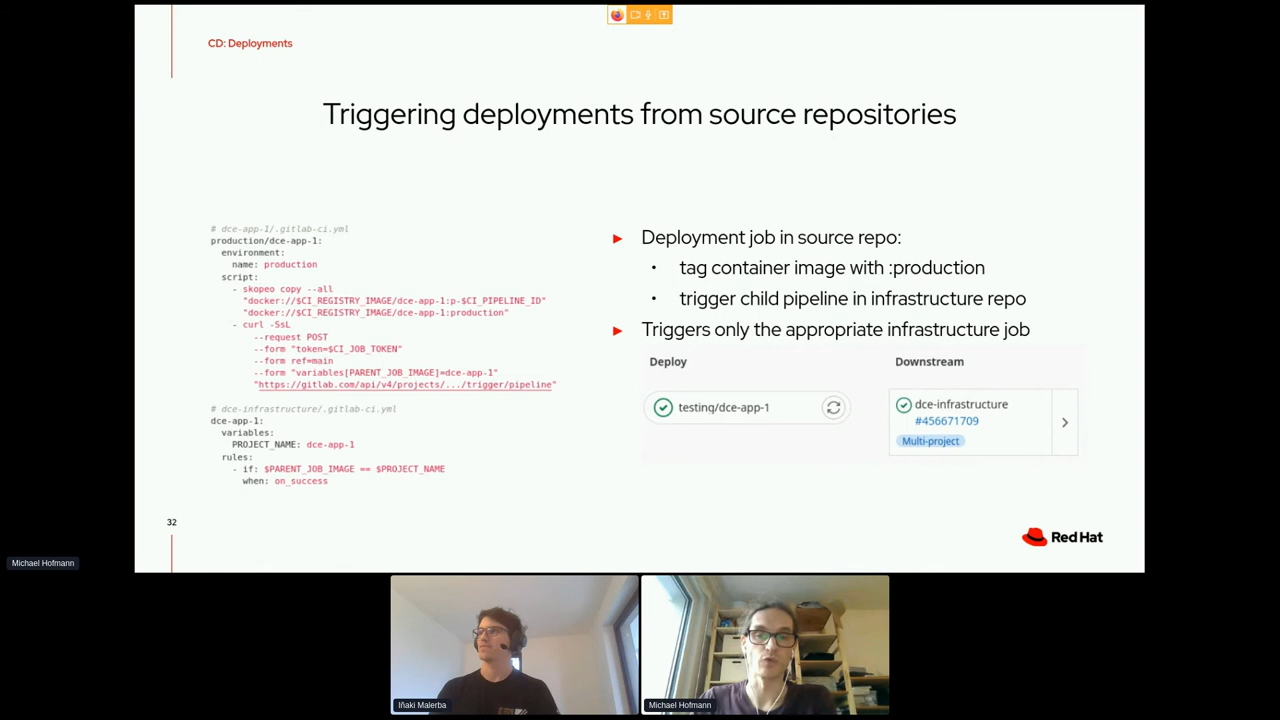 CD: Deployments
Triggering deployments from source repositories
# dce-app-1/.gitlab-ci.yml
production/dce-app-1:
environment:
name: production
script:
- skopeo copy --all
"docker://$CI_REGISTRY_IMAGE/dce-app-1:p-$CI_PIPELINE_ID"
"docker://$CI_REGISTRY_IMAGE/dce-app-1:production"
- curl -SsL
--request POST
--form "token=$CI_JOB_TOKEN"
--form ref=main
--form "variables[PARENT_JOB_IMAGE]=dce-app-1"
"https://gitlab.com/api/v4/projects/.../trigger/pipeline"
# dce-infrastructure/.gitlab-ci.yml
dce-app-1:
variables:
PROJECT_NAME: dce-app-1
rules:
- if: $PARENT_JOB_IMAGE == $PROJECT_NAME
when: on_success
► Deployment job in source repo:
• tag container image with :production
• trigger child pipeline in infrastructure repo
► Triggers only the appropriate infrastructure job
Deploy
Downstream
testing/dce-app-1
dce-infrastructure
#456671709
Multi-project
32
Red Hat
Michael Hofmann
Iñaki Malerba
Michael Hofmann